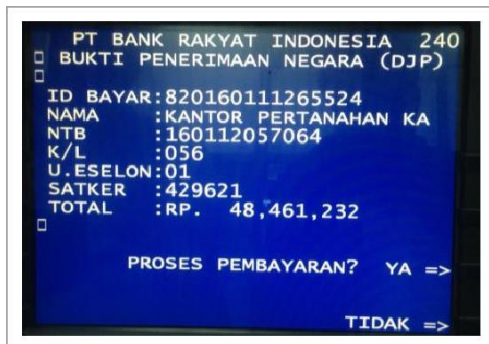 PT BANK RAKYAT INDONESIA 240
BUKTI PENERIMAAN NEGARA (DJP)
ID BAYAR:820160111265524
NAMA :KANTOR PERTANAHAN KA
NTB :160112057064
K/L :056
U.ESELON:01
SATKER :429621
TOTAL :RP. 48,461,232
PROSES PEMBAYARAN? YA =>
TIDAK =>